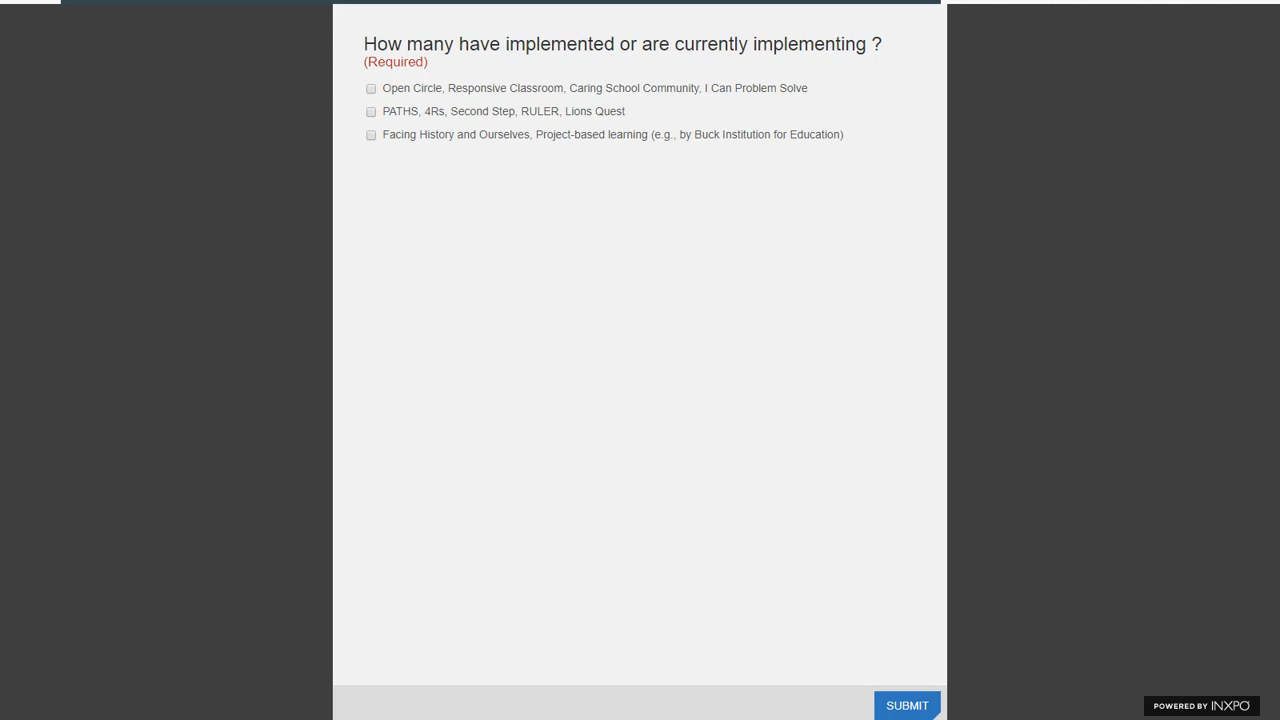 How many have implemented or are currently implementing ?
(Required)
Open Circle, Responsive Classroom, Caring School Community, I Can Problem Solve
PATHS, 4Rs, Second Step, RULER, Lions Quest
Facing History and Ourselves, Project-based learning (e.g., by Buck Institution for Education)
SUBMIT
POWERED BY INXPO